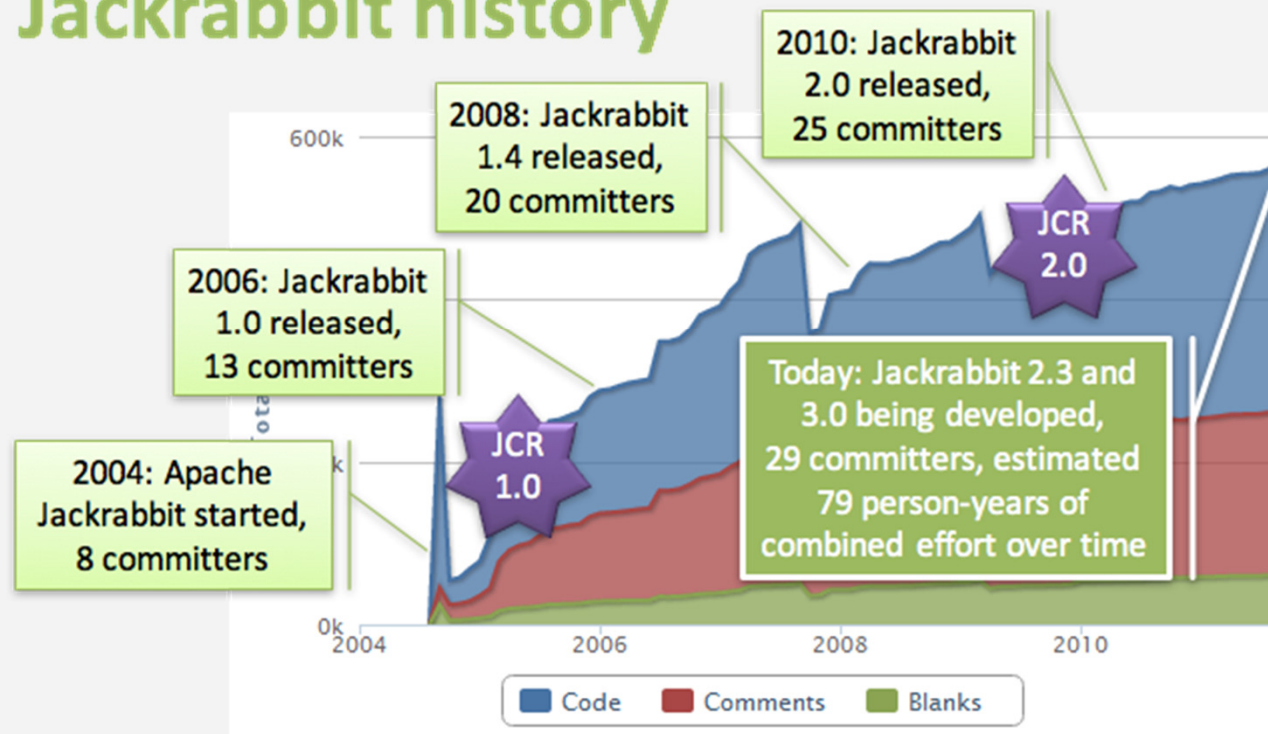 Jackrabbit history
2010: Jackrabbit
2.0 released,
25 committers
2008: Jackrabbit
1.4 released,
20 committers
600k
JCR
2.0
2006: Jackrabbit
1.0 released,
13 committers
Today: Jackrabbit 2.3 and
3.0 being developed,
29 committers, estimated
79 person-years of
combined effort over time
JCR
1.0
2004: Apache
Jackrabbit started,
8 committers
0k
2004
2006
2008
2010
Code
Comments
Blanks